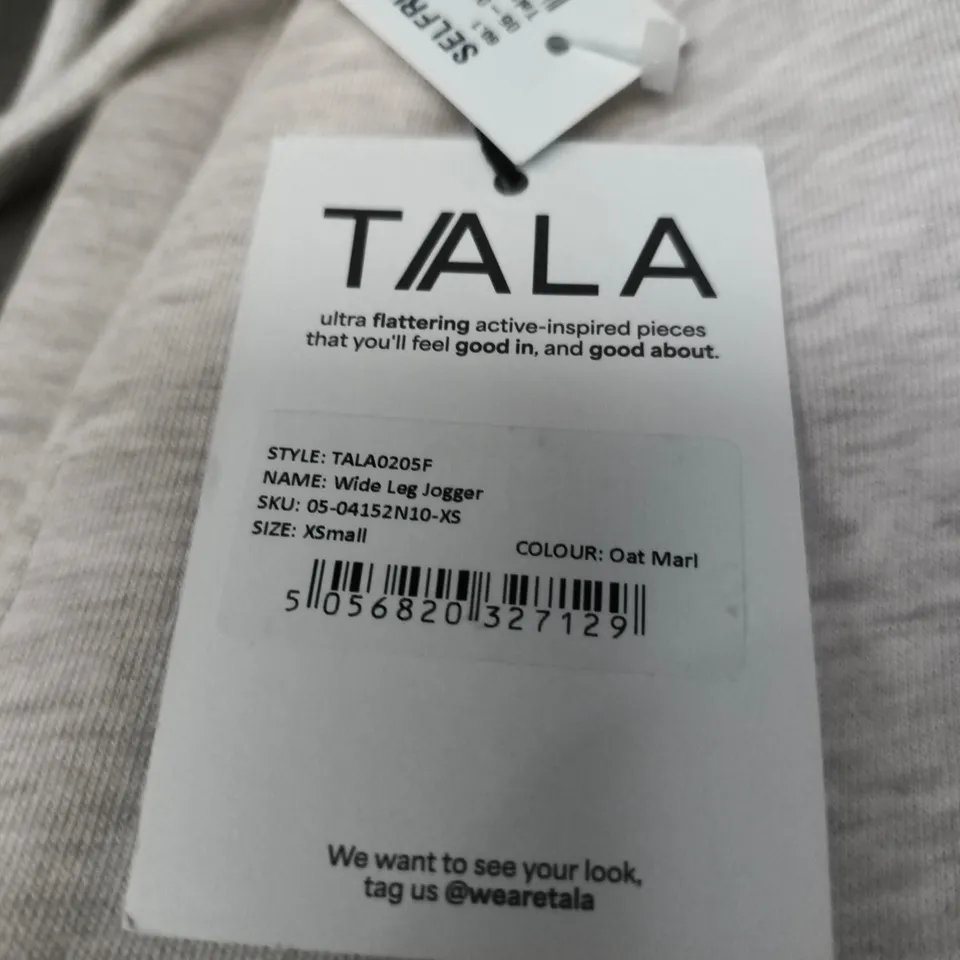 TALA
ultra flattering active-inspired pieces
that you'll feel good in, and good about.
STYLE: TALA0205F
NAME: Wide Leg Jogger
SKU: 05-04152N10-XS
SIZE: XSmall
COLOUR: Oat Marl
5 056820 327129
We want to see your look,
tag us @wearetala